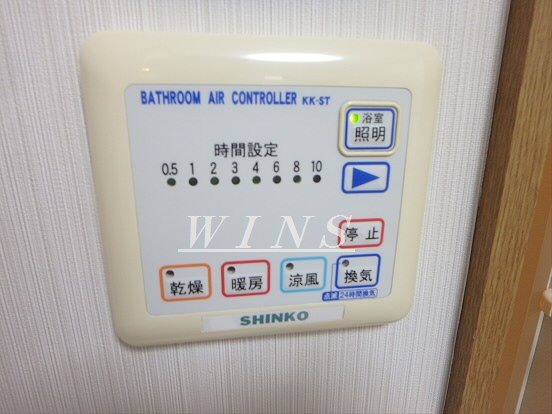 BATHROOM AIR CONTROLLER KK-ST
浴室
照明
時間設定
0.5 1 2 3 4 6 8 10
WINS
停止
乾燥 暖房 涼風 換気
点滅 24時間換気
SHINKO